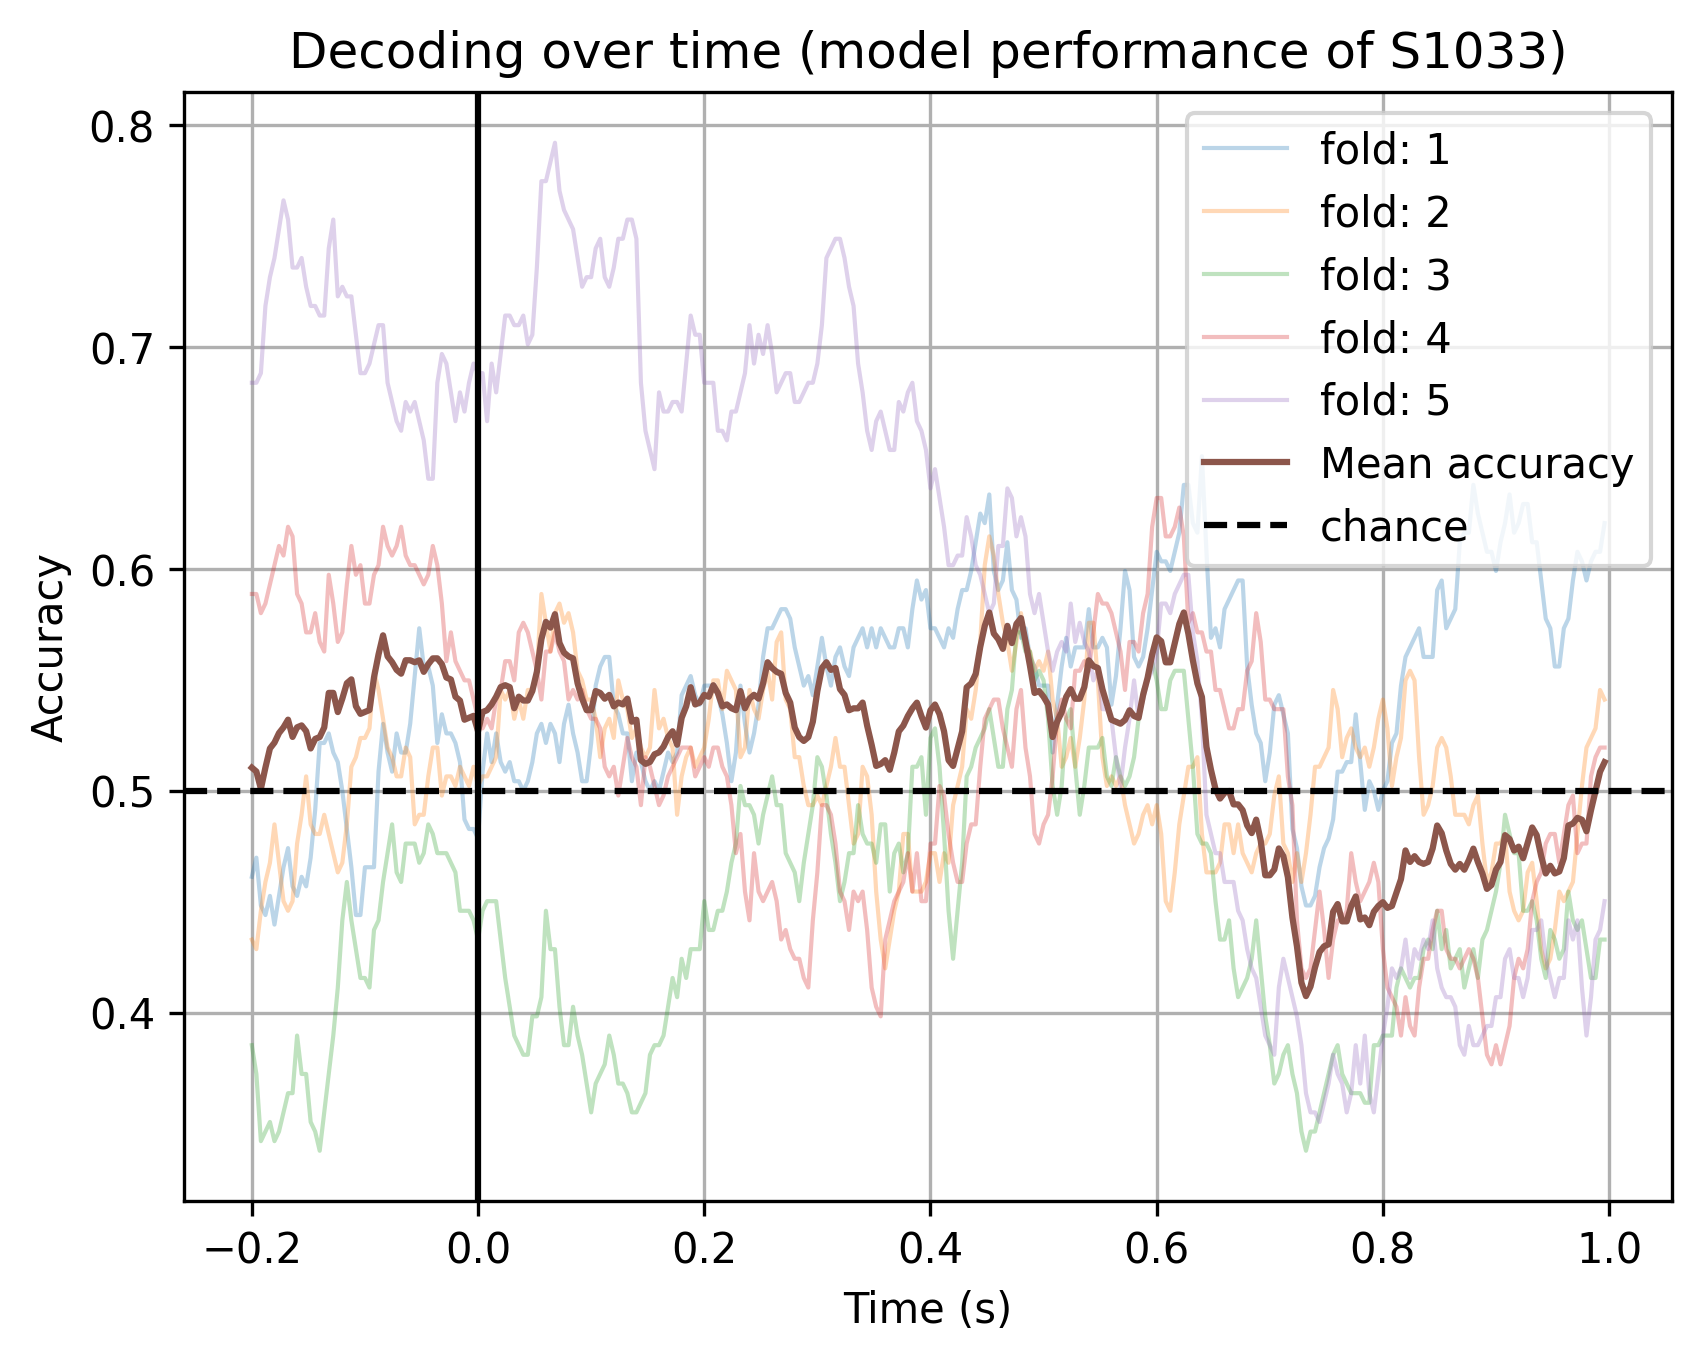 Decoding over time (model performance of S1033)
Accuracy
0.8
0.7
0.6
0.5
0.4
fold: 1
fold: 2
fold: 3
fold: 4
fold: 5
Mean accuracy
chance
−0.2 0.0 0.2 0.4 0.6 0.8 1.0
Time (s)